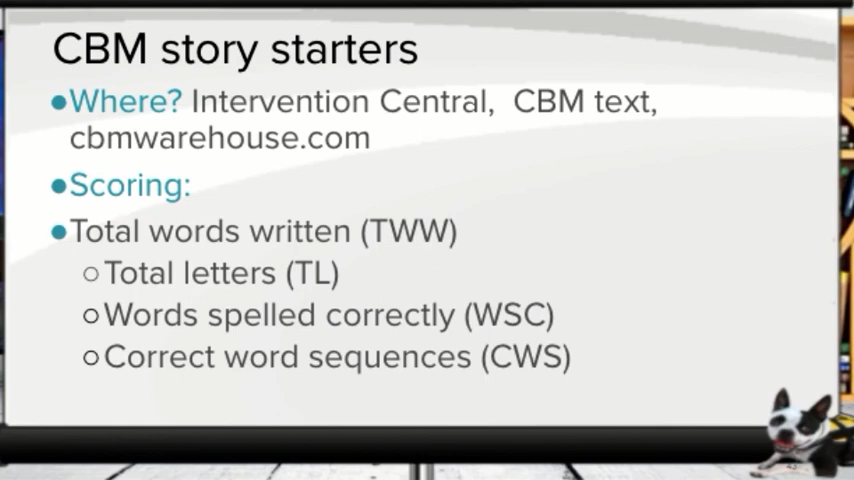 CBM story starters
●Where? Intervention Central,  CBM text,
cbmwarehouse.com
●Scoring:
●Total words written (TWW)
○Total letters (TL)
○Words spelled correctly (WSC)
○Correct word sequences (CWS)